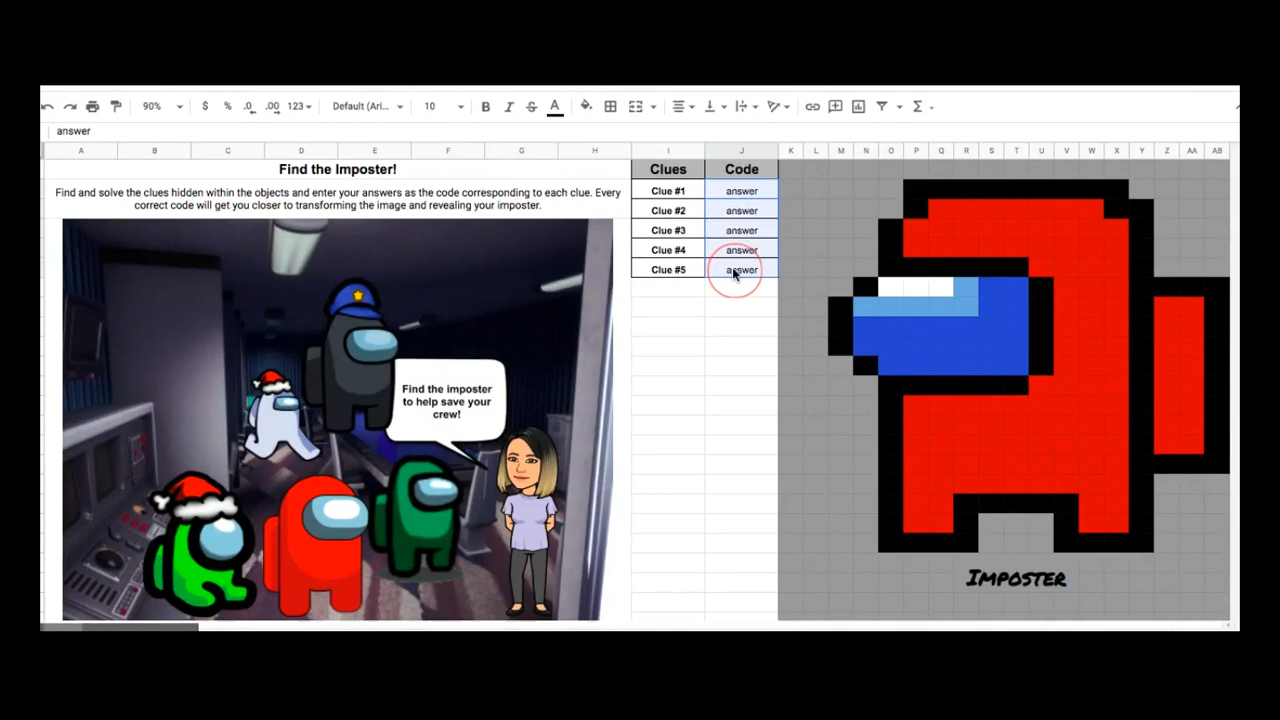 90%
$
%
.0
.00
123
Default (Ari...
10
B
I
S
A
Σ
answer
A B C D E F G H I J K L M N O P Q R S T U V W X Y Z AA AB
Find the Imposter!
Find and solve the clues hidden within the objects and enter your answers as the code corresponding to each clue. Every
correct code will get you closer to transforming the image and revealing your imposter.
Find the imposter
to help save your
crew!
Clues Code
Clue #1 answer
Clue #2 answer
Clue #3 answer
Clue #4 answer
Clue #5 answer
IMPOSTER